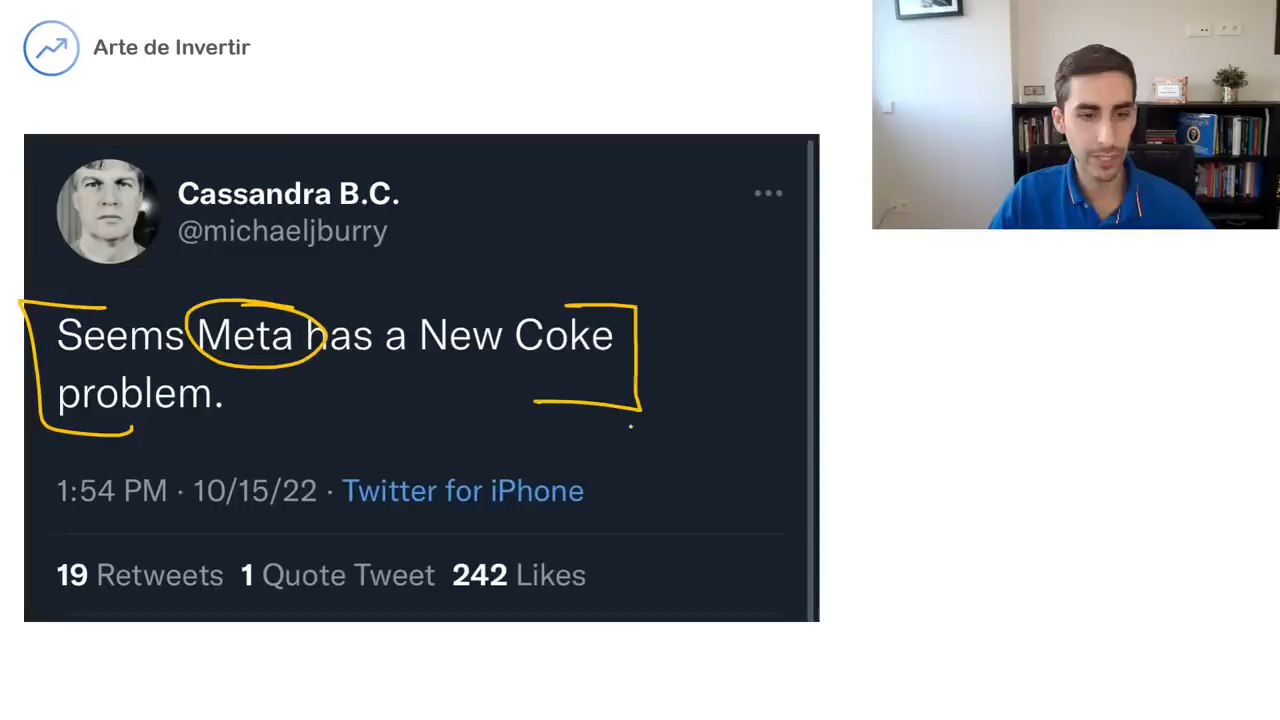 Arte de Invertir
Cassandra B.C.
@michaeljburry
Seems Meta has a New Coke
problem.
1:54 PM · 10/15/22 · Twitter for iPhone
19 Retweets 1 Quote Tweet 242 Likes